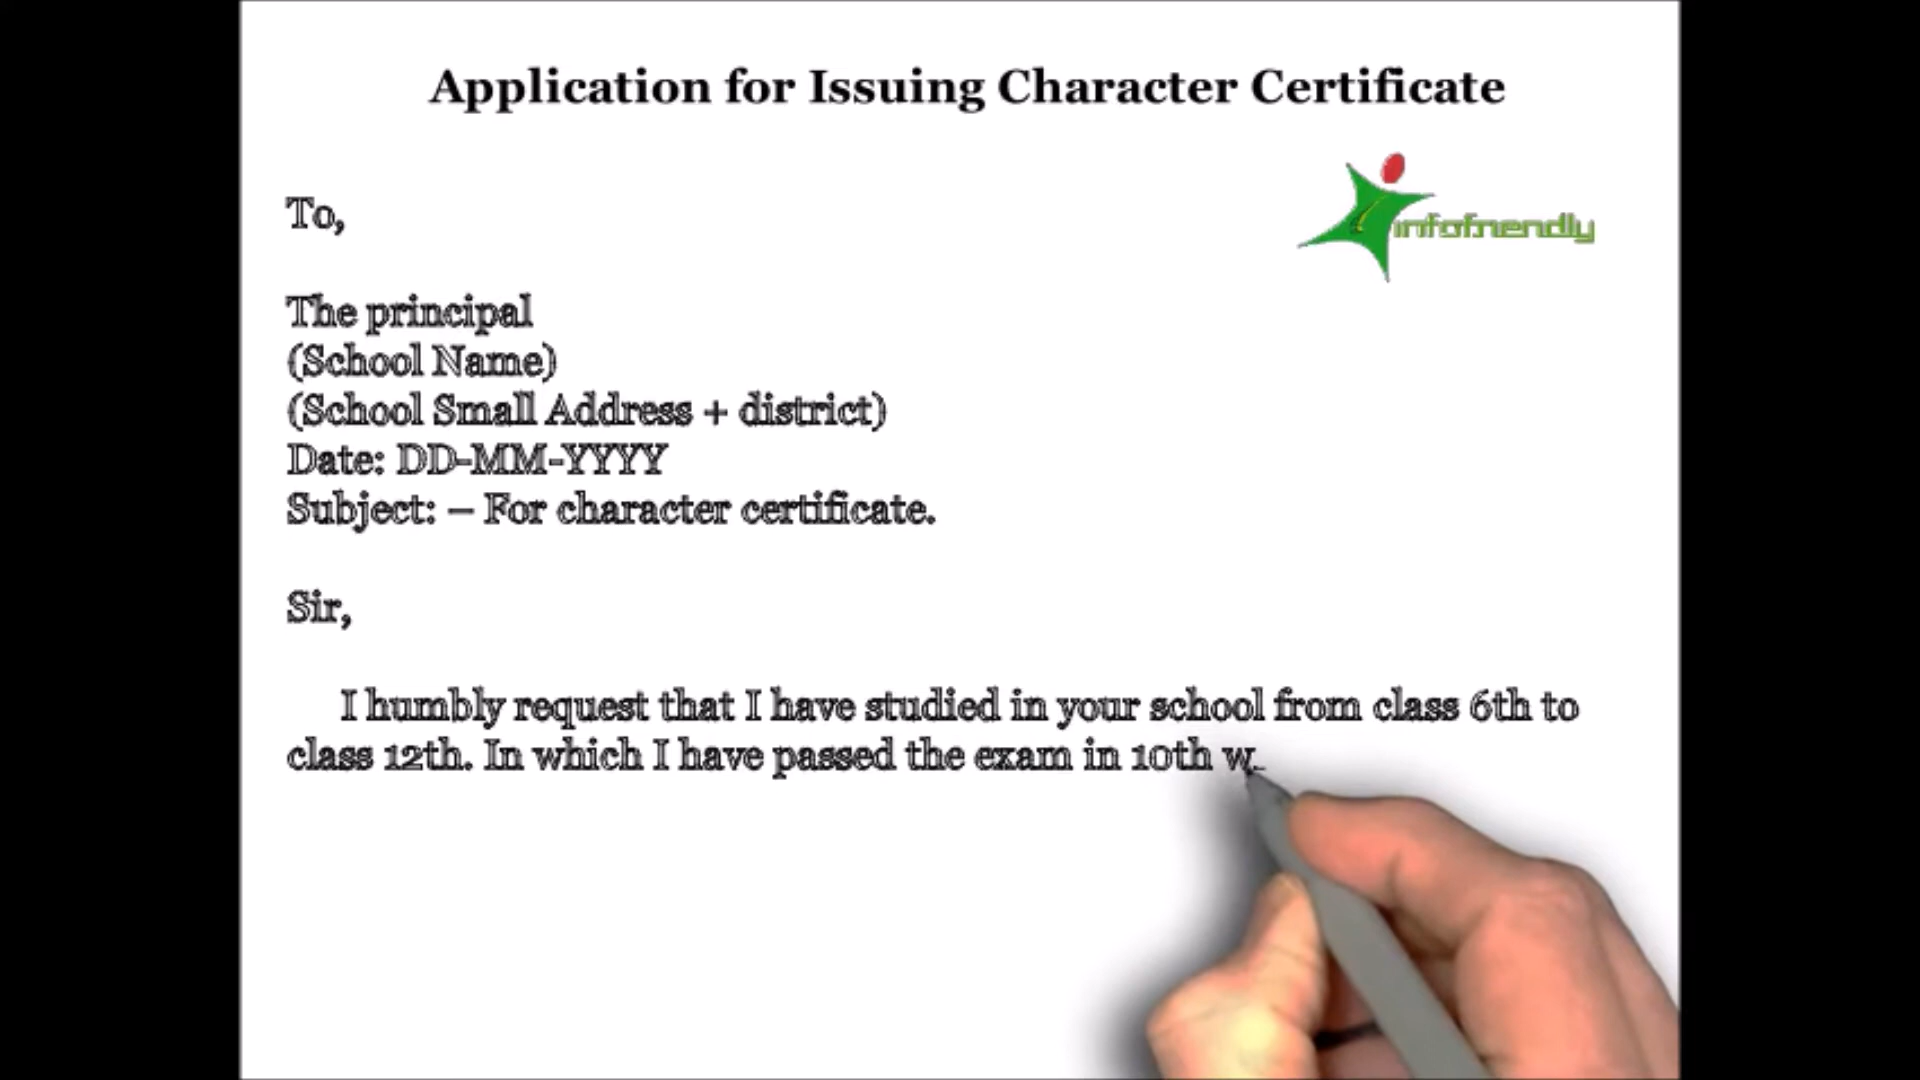 Application for Issuing Character Certificate
infofriendly
To,
The principal
(School Name)
(School Small Address + district)
Date: DD-MM-YYYY
Subject: – For character certificate.
Sir,
I humbly request that I have studied in your school from class 6th to
class 12th. In which I have passed the exam in 10th w